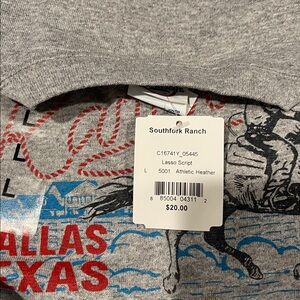 Southfork Ranch
C16741Y_05445
Lasso Script
L 5001 Athletic Heather
8 85004 04311 2
$20.00
L
L
L
ALLAS
EXAS